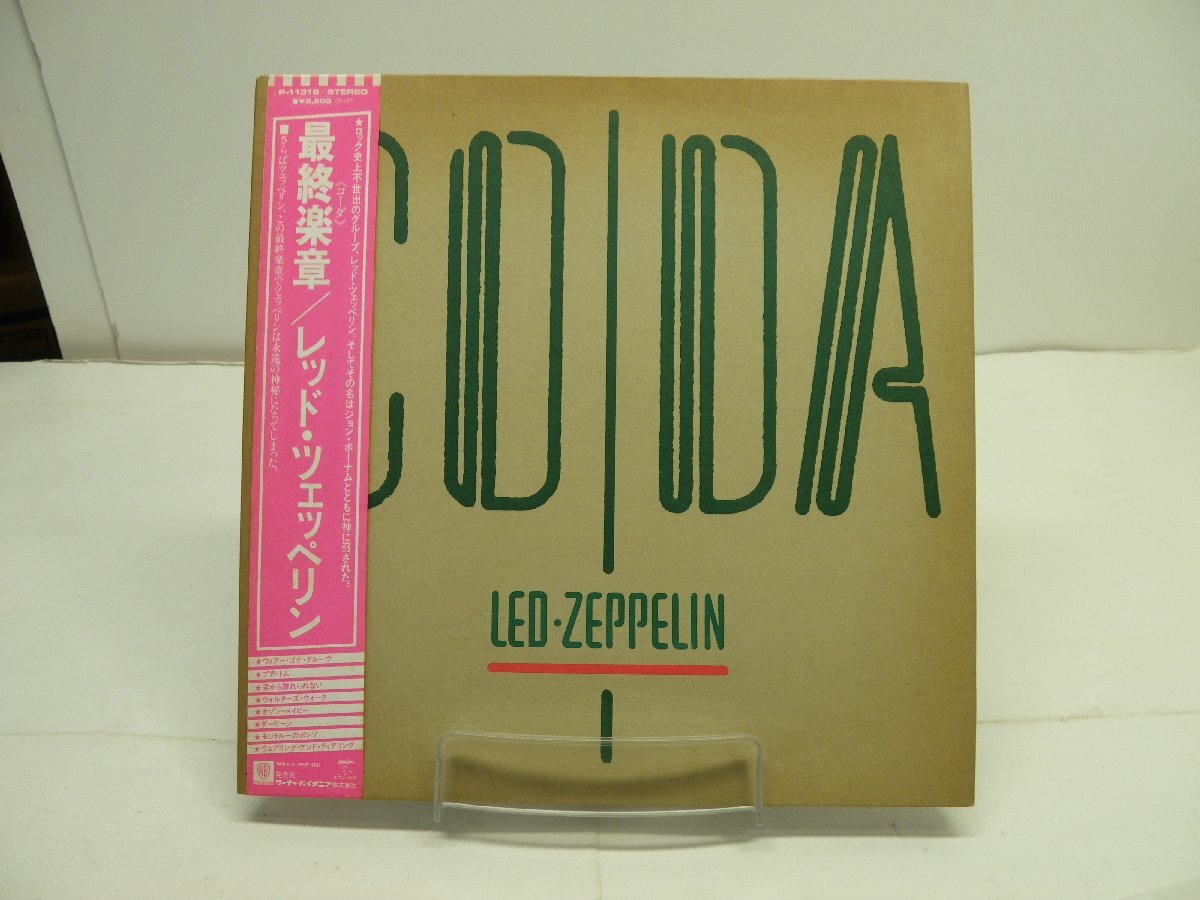 P-11319/STEREO
■¥2,800 (ロック)
★ロック史上不世出のグループ、レッド・ツェッペリン。そしてその名はジョン・ボーナムとともに神に召された。
最終楽章/レッド・ツェッペリン
《コーダ》
■さらばツェッペリン、この最終楽章でツェッペリンは永遠の神秘になってしまった。
★ウィアー・ゴナ・グルーヴ
★プア・トム
★君から離れられない
★ウォルターズ・ウォーク
★オゾン・ベイビー
★ダーリーン
★モントルーのボンゾ
★ウェアリング・アンド・ティアリング
発売元
ワーナー・パイオニア株式会社
CODA
LED·ZEPPELIN